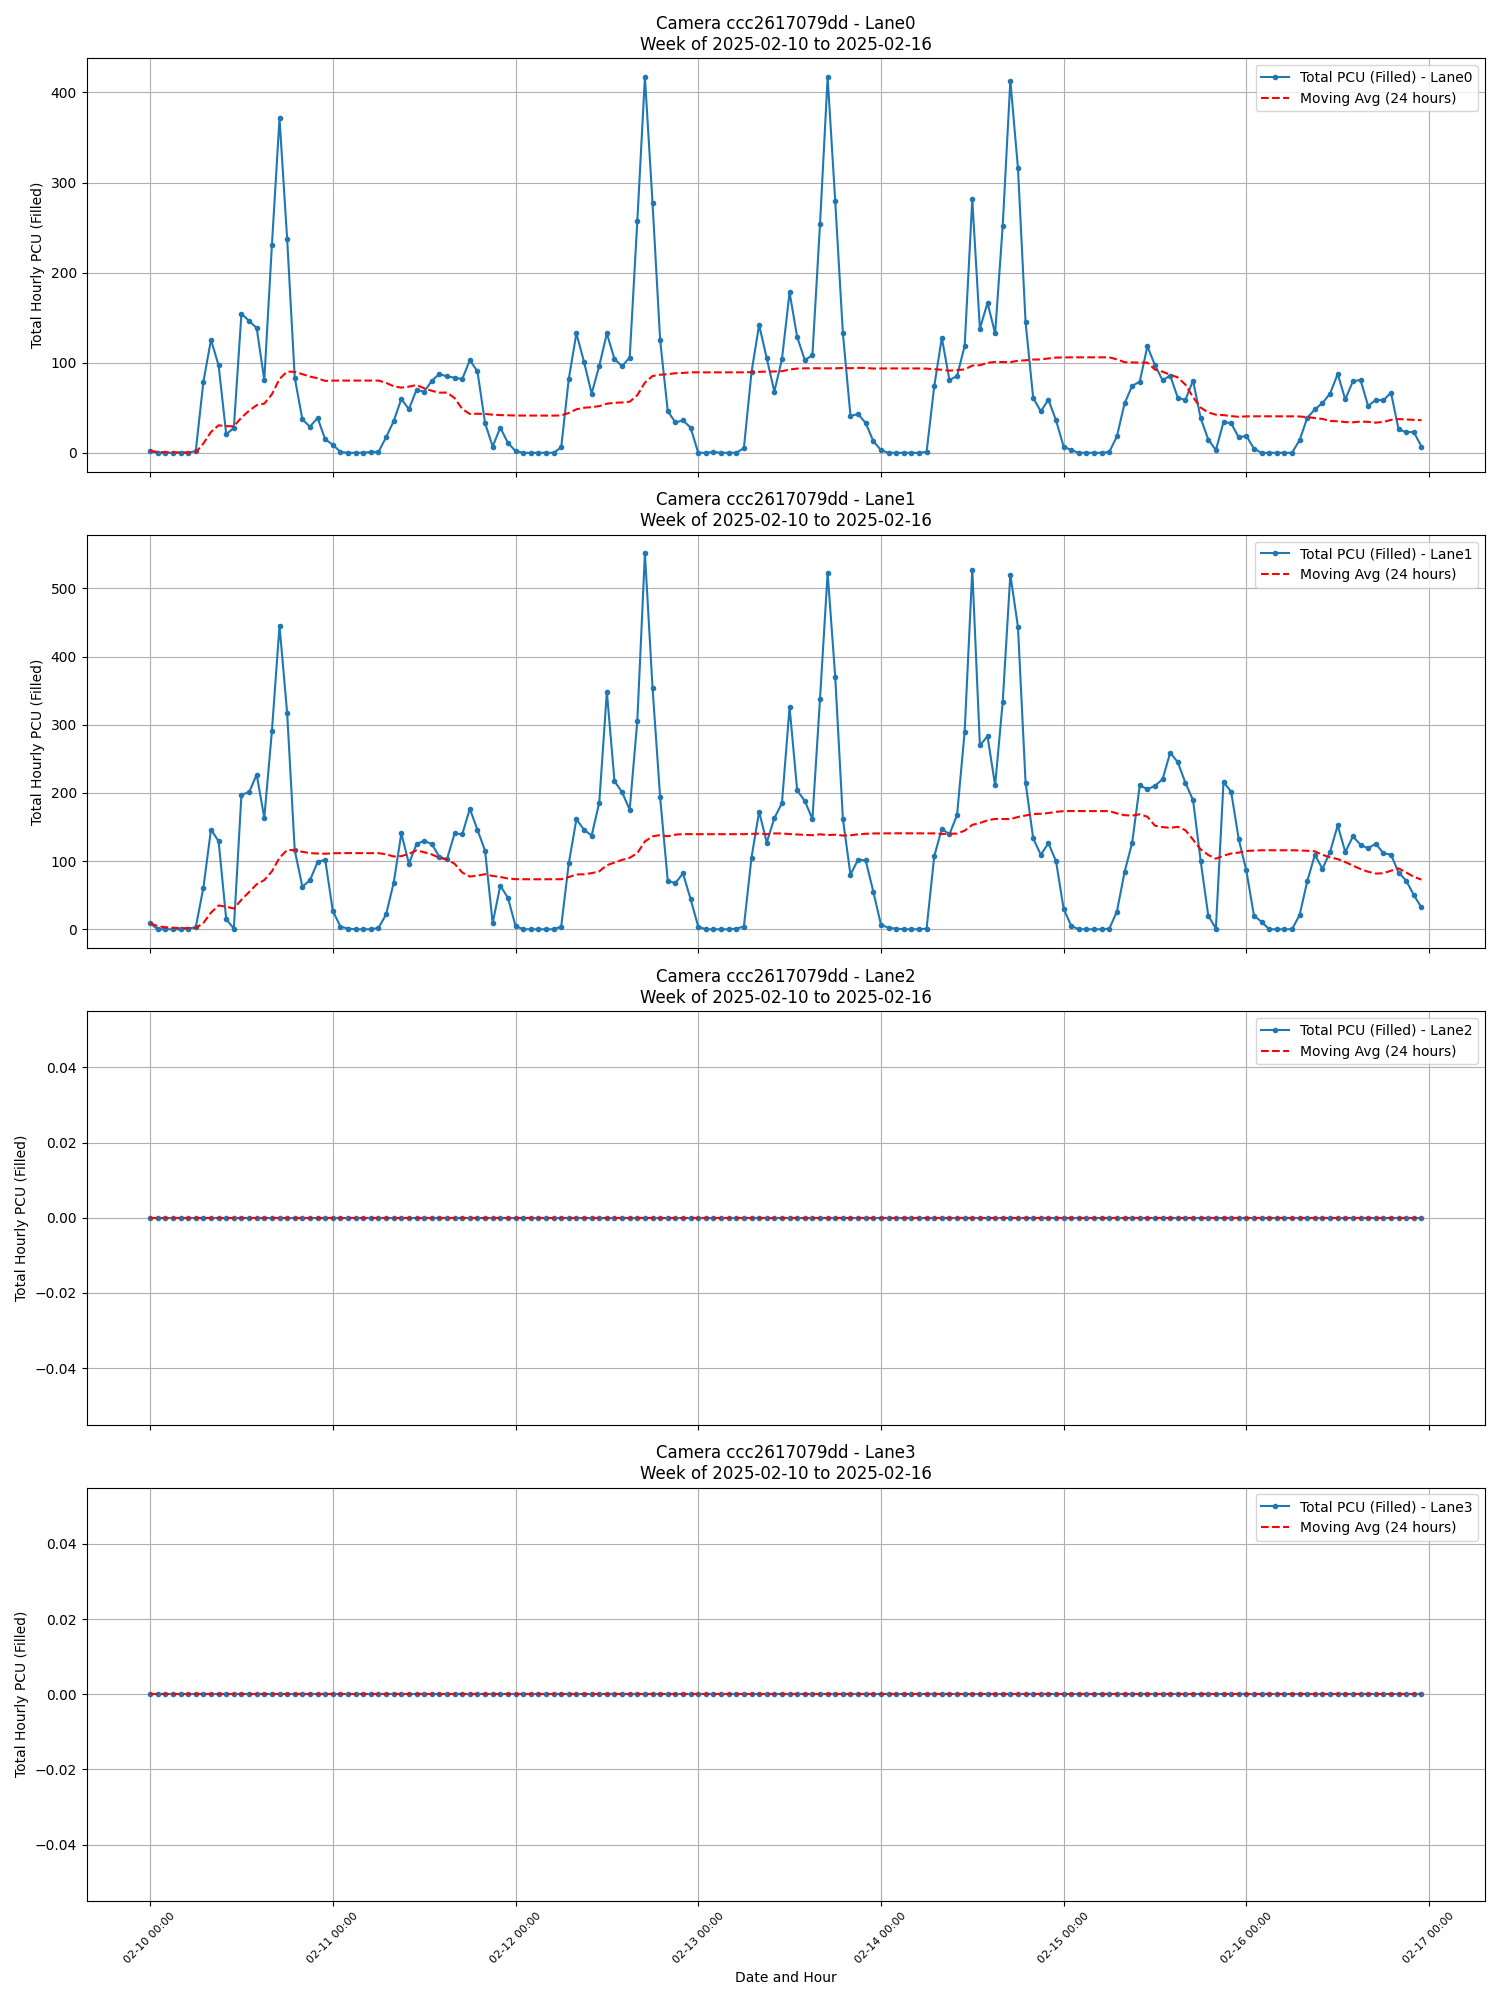 Camera ccc2617079dd - Lane0
Week of 2025-02-10 to 2025-02-16
Total PCU (Filled) - Lane0
Moving Avg (24 hours)
Total Hourly PCU (Filled)
400
300
200
100
0
Camera ccc2617079dd - Lane1
Week of 2025-02-10 to 2025-02-16
Total PCU (Filled) - Lane1
Moving Avg (24 hours)
Total Hourly PCU (Filled)
500
400
300
200
100
0
Camera ccc2617079dd - Lane2
Week of 2025-02-10 to 2025-02-16
Total PCU (Filled) - Lane2
Moving Avg (24 hours)
Total Hourly PCU (Filled)
0.04
0.02
0.00
−0.02
−0.04
Camera ccc2617079dd - Lane3
Week of 2025-02-10 to 2025-02-16
Total PCU (Filled) - Lane3
Moving Avg (24 hours)
Total Hourly PCU (Filled)
0.04
0.02
0.00
−0.02
−0.04
02-10 00:00
02-11 00:00
02-12 00:00
02-13 00:00
02-14 00:00
02-15 00:00
02-16 00:00
02-17 00:00
Date and Hour